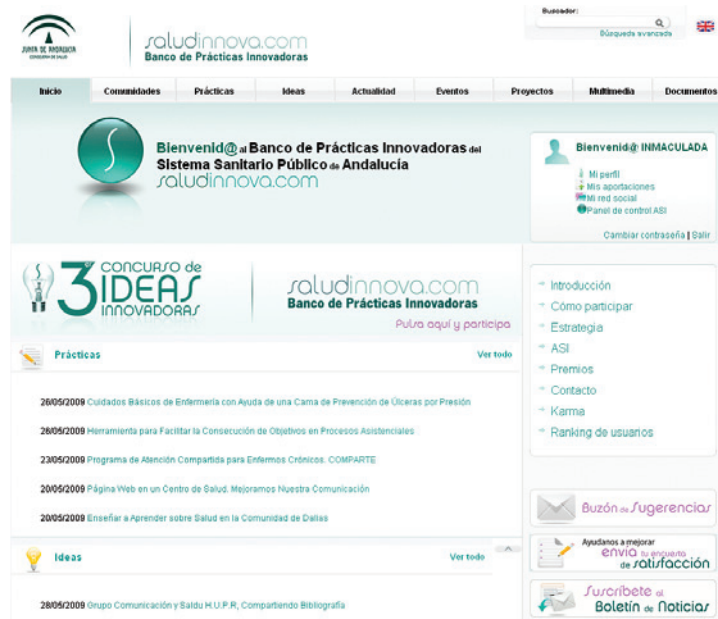 Buscador:
Búsqueda avanzada
JUNTA DE ANDALUCIA
CONSEJERIA DE SALUD
saludinnova.com
Banco de Prácticas Innovadoras
Inicio Comunidades Prácticas Ideas Actualidad Eventos Proyectos Multimedia Documentos
Bienvenid@ al Banco de Prácticas Innovadoras del
Sistema Sanitario Público de Andalucía
saludinnova.com
Bienvenid@ INMACULADA
Mi perfil
Mis aportaciones
Mi red social
Panel de control ASI
Cambiar contraseña | Salir
3er CONCURSO de
IDEAS
INNOVADORAS
saludinnova.com
Banco de Prácticas Innovadoras
Pulsa aquí y participa
Introducción
Cómo participar
Estrategia
ASI
Premios
Contacto
Karma
Ranking de usuarios
Prácticas Ver todo
26/05/2009 Cuidados Básicos de Enfermería con Ayuda de una Cama de Prevención de Úlceras por Presión
26/05/2009 Herramienta para Facilitar la Consecución de Objetivos en Procesos Asistenciales
23/05/2009 Programa de Atención Compartida para Enfermos Crónicos. COMPARTE
20/05/2009 Página Web en un Centro de Salud. Mejoramos Nuestra Comunicación
20/05/2009 Enseñar a Aprender sobre Salud en la Comunidad de Dalias
Buzón de Sugerencias
Ayudanos a mejorar
envía tu encuesta
de satisfacción
Suscríbete al
Boletín de Noticias
Ideas Ver todo
28/05/2009 Grupo Comunicación y Saldu H.U.P.R, Compartiendo Bibliografía